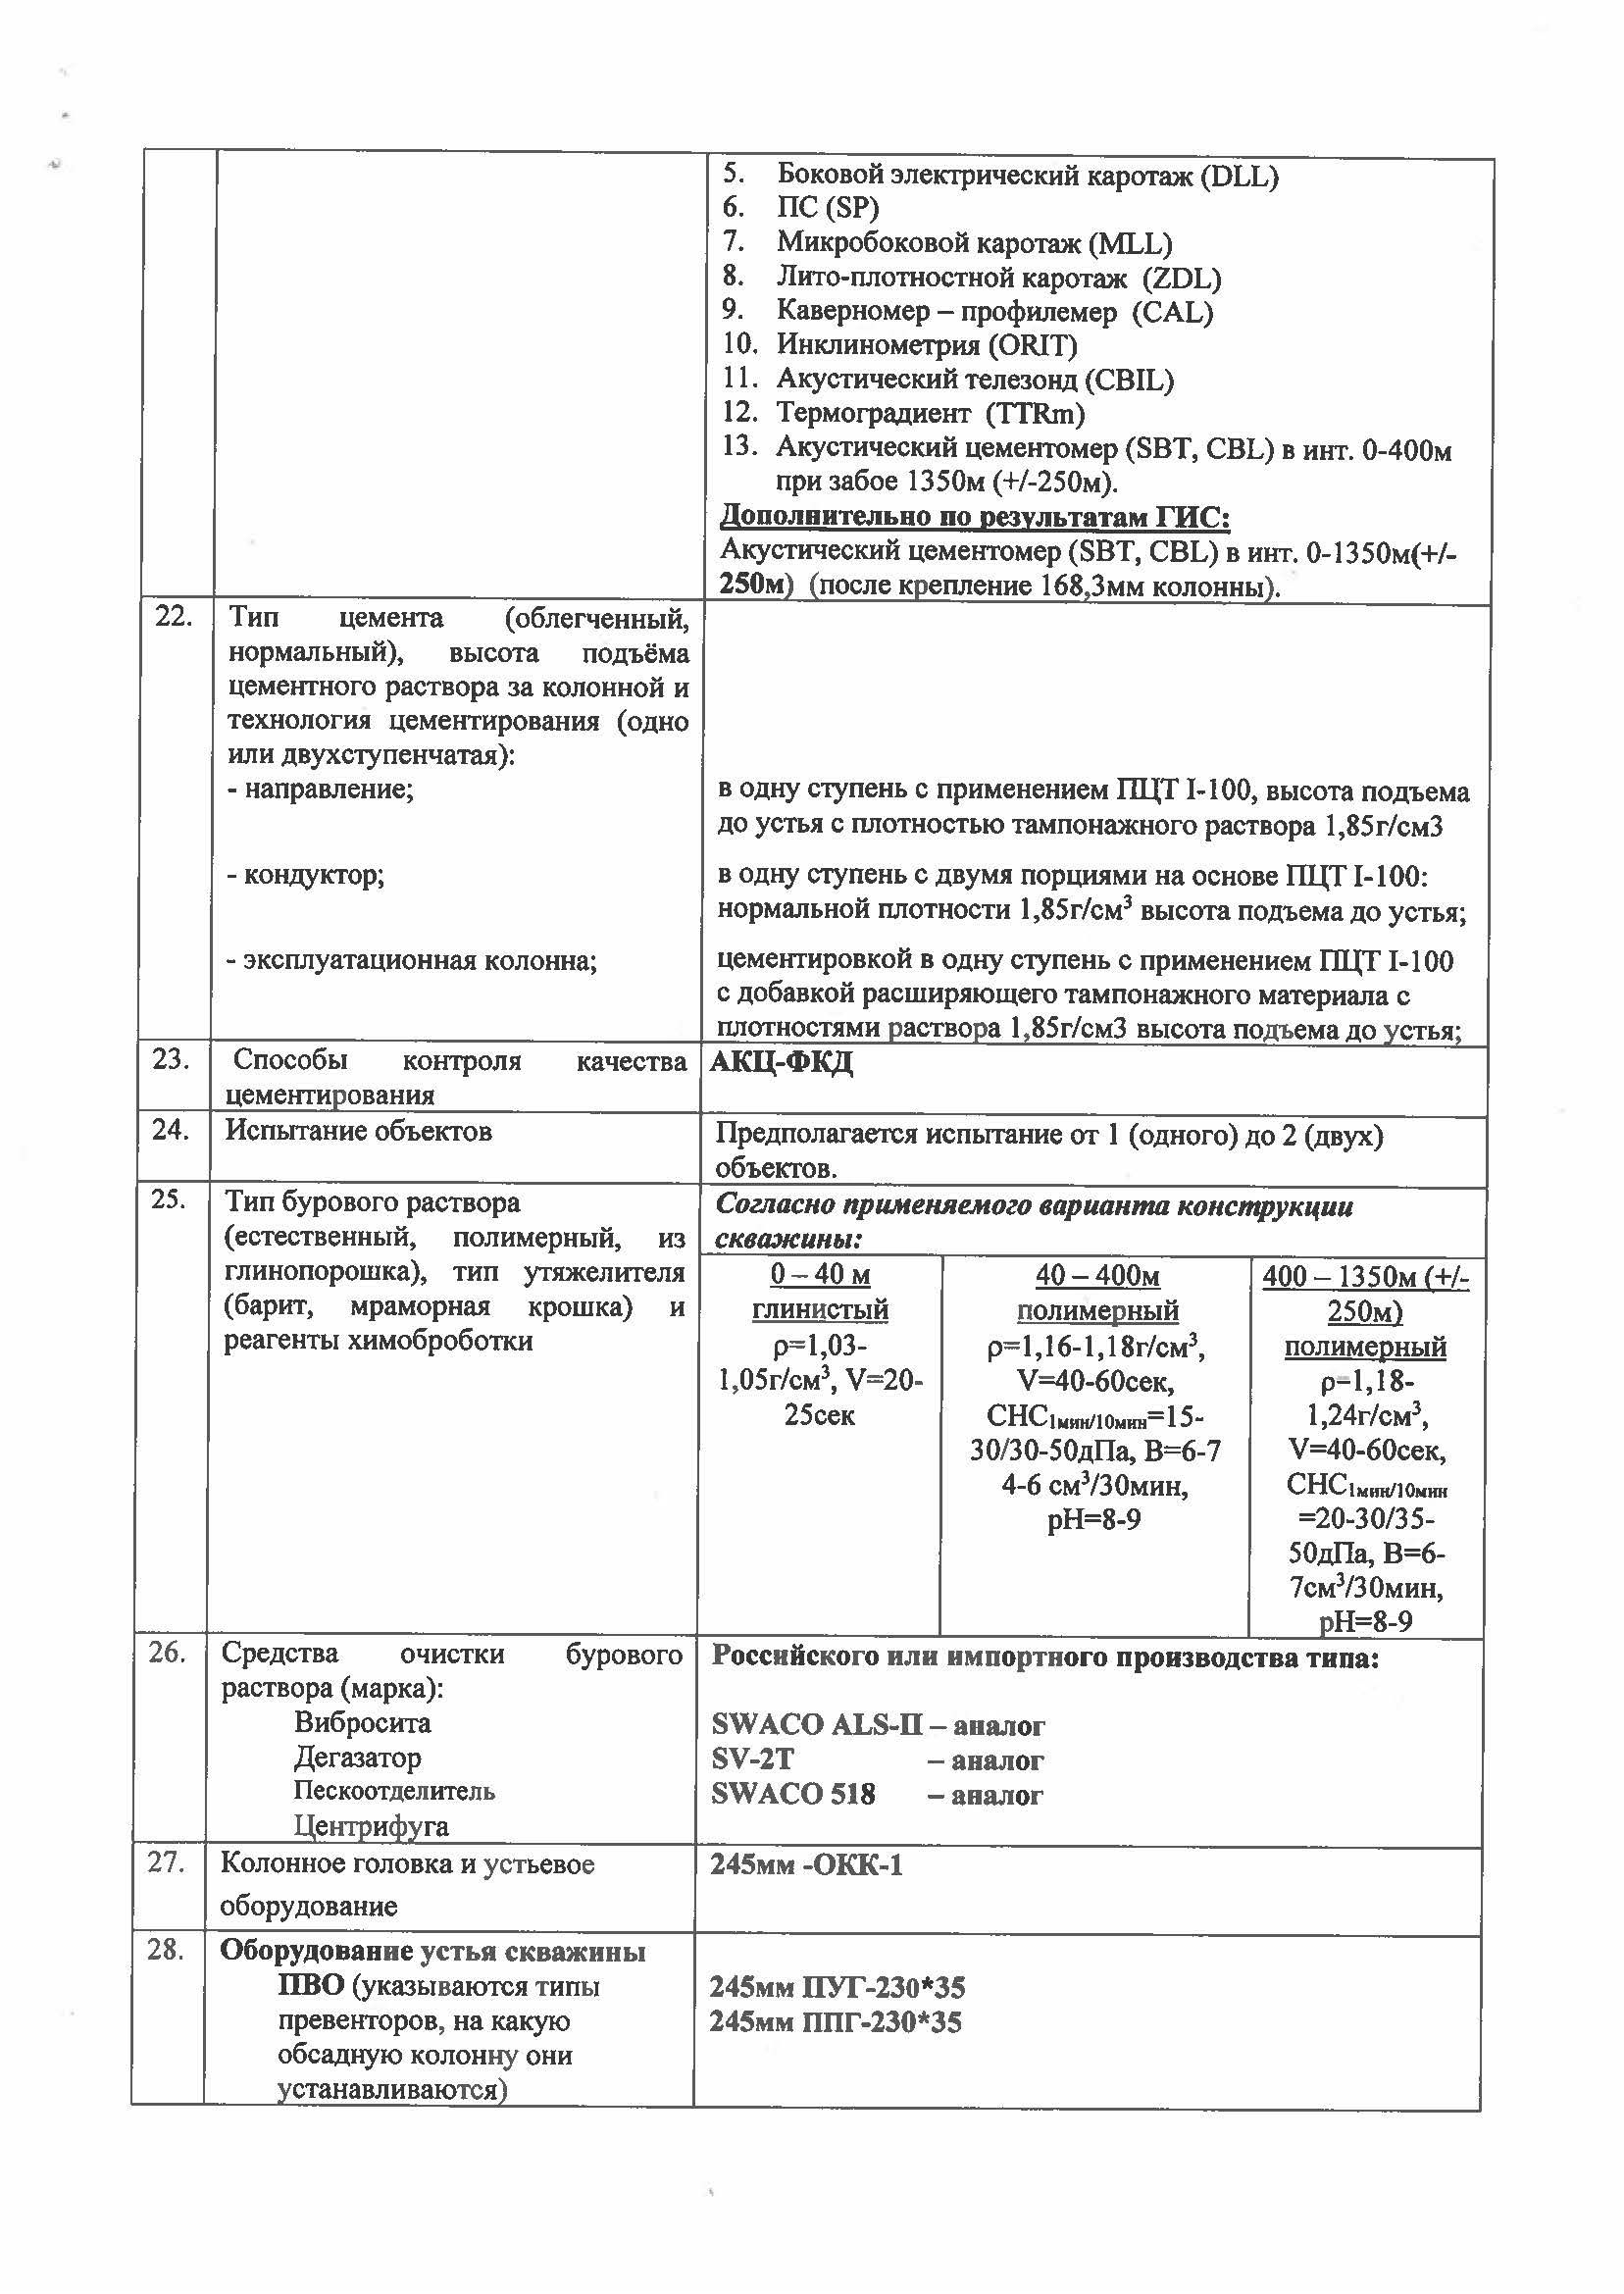 5. Боковой электрический каротаж (DLL)
6. ПС (SP)
7. Микробоковой каротаж (MLL)
8. Лито-плотностной каротаж (ZDL)
9. Каверномер – профилемер (CAL)
10. Инклинометрия (ORIT)
11. Акустический телезонд (CBIL)
12. Термоградиент (TTRm)
13. Акустический цементомер (SBT, CBL) в инт. 0-400м
при забое 1350м (+/-250м).
Дополнительно по результатам ГИС:
Акустический цементомер (SBT, CBL) в инт. 0-1350м(+/-
250м) (после крепление 168,3мм колонны).
22. Тип цемента (облегченный,
нормальный), высота подъёма
цементного раствора за колонной и
технология цементирования (одно
или двухступенчатая):
- направление;
в одну ступень с применением ПЦТ I-100, высота подъема
до устья с плотностью тампонажного раствора 1,85г/см3
- кондуктор;
в одну ступень с двумя порциями на основе ПЦТ I-100:
нормальной плотности 1,85г/см³ высота подъема до устья;
- эксплуатационная колонна;
цементировкой в одну ступень с применением ПЦТ I-100
с добавкой расширяющего тампонажного материала с
плотностями раствора 1,85г/см3 высота подъема до устья;
23. Способы контроля качества
цементирования
АКЦ-ФКД
24. Испытание объектов
Предполагается испытание от 1 (одного) до 2 (двух)
объектов.
25. Тип бурового раствора
(естественный, полимерный, из
глинопорошка), тип утяжелителя
(барит, мраморная крошка) и
реагенты химоброботки
Согласно применяемого варианта конструкции
скважины:
0 – 40 м
глинистый
ρ=1,03-
1,05г/см³, V=20-
25сек
40 – 400м
полимерный
ρ=1,16-1,18г/см³,
V=40-60сек,
СНС1мин/10мин=15-
30/30-50дПа, В=6-7
4-6 см³/30мин,
рН=8-9
400 – 1350м (+/-
250м)
полимерный
ρ=1,18-
1,24г/см³,
V=40-60сек,
СНС1мин/10мин
=20-30/35-
50дПа, В=6-
7см³/30мин,
рН=8-9
26. Средства очистки бурового
раствора (марка):
Вибросита
Дегазатор
Пескоотделитель
Центрифуга
Российского или импортного производства типа:
SWACO ALS-II – аналог
SV-2T – аналог
SWACO 518 – аналог
27. Колонное головка и устьевое
оборудование
245мм -ОКК-1
28. Оборудование устья скважины
ПВО (указываются типы
превенторов, на какую
обсадную колонну они
устанавливаются)
245мм ПУГ-230*35
245мм ППГ-230*35